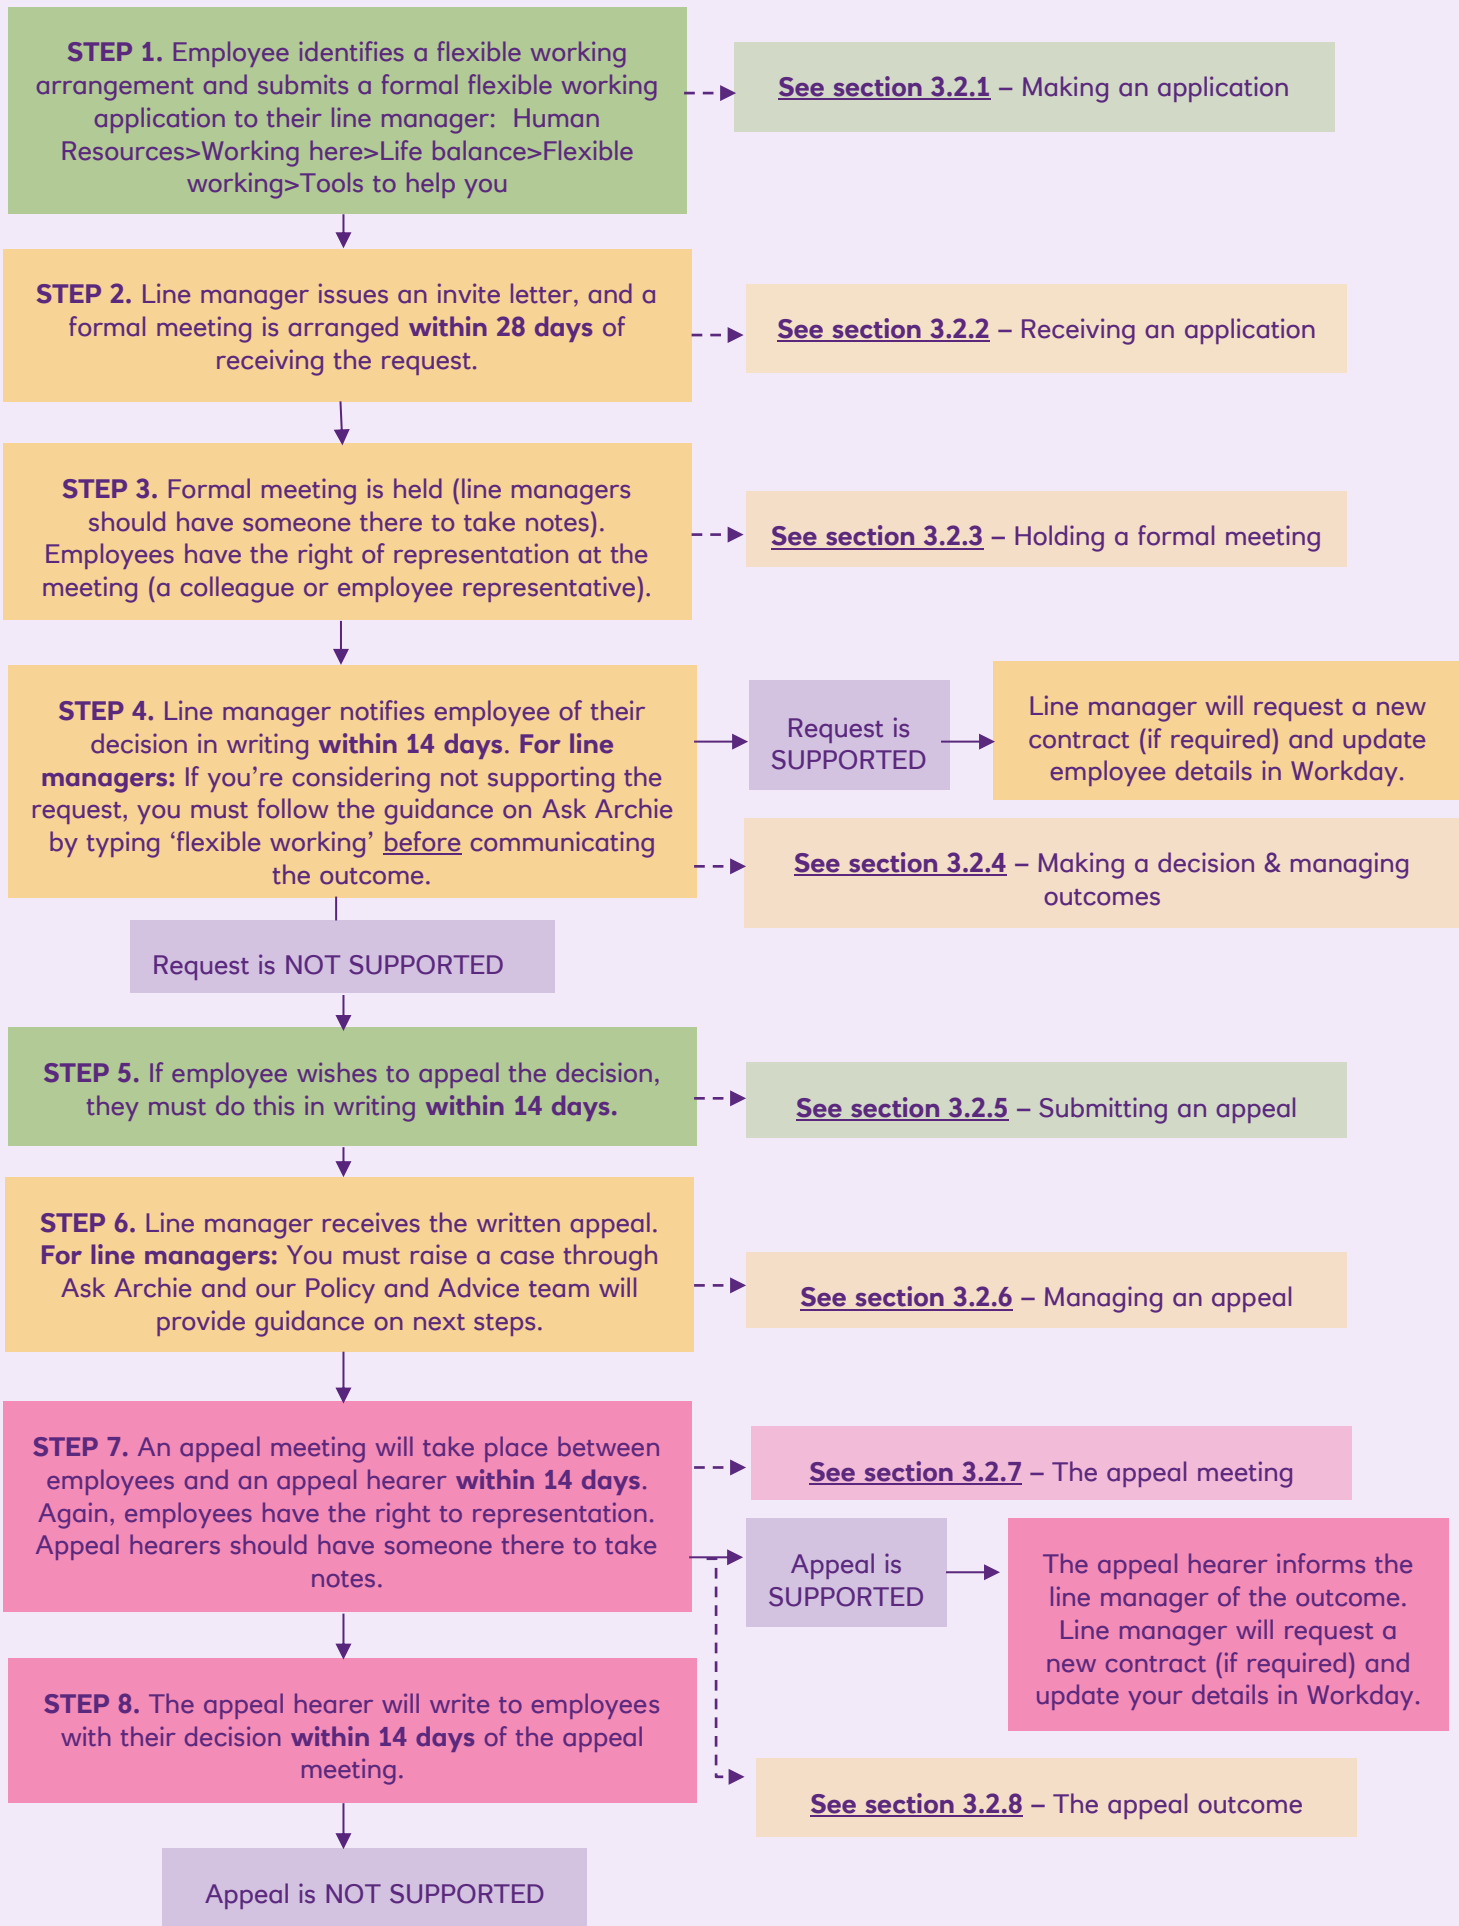 STEP 1. Employee identifies a flexible working
arrangement and submits a formal flexible working
application to their line manager:  Human
Resources>Working here>Life balance>Flexible
working>Tools to help you
See section 3.2.1 – Making an application
STEP 2. Line manager issues an invite letter, and a
formal meeting is arranged within 28 days of
receiving the request.
See section 3.2.2 – Receiving an application
STEP 3. Formal meeting is held (line managers
should have someone there to take notes).
Employees have the right of representation at the
meeting (a colleague or employee representative).
See section 3.2.3 – Holding a formal meeting
STEP 4. Line manager notifies employee of their
decision in writing within 14 days. For line
managers: If you’re considering not supporting the
request, you must follow the guidance on Ask Archie
by typing ‘flexible working’ before communicating
the outcome.
Request is
SUPPORTED
Line manager will request a new
contract (if required) and update
employee details in Workday.
See section 3.2.4 – Making a decision & managing
outcomes
Request is NOT SUPPORTED
STEP 5. If employee wishes to appeal the decision,
they must do this in writing within 14 days.
See section 3.2.5 – Submitting an appeal
STEP 6. Line manager receives the written appeal.
For line managers: You must raise a case through
Ask Archie and our Policy and Advice team will
provide guidance on next steps.
See section 3.2.6 – Managing an appeal
STEP 7. An appeal meeting will take place between
employees and an appeal hearer within 14 days.
Again, employees have the right to representation.
Appeal hearers should have someone there to take
notes.
See section 3.2.7 – The appeal meeting
Appeal is
SUPPORTED
The appeal hearer informs the
line manager of the outcome.
Line manager will request a
new contract (if required) and
update your details in Workday.
STEP 8. The appeal hearer will write to employees
with their decision within 14 days of the appeal
meeting.
See section 3.2.8 – The appeal outcome
Appeal is NOT SUPPORTED